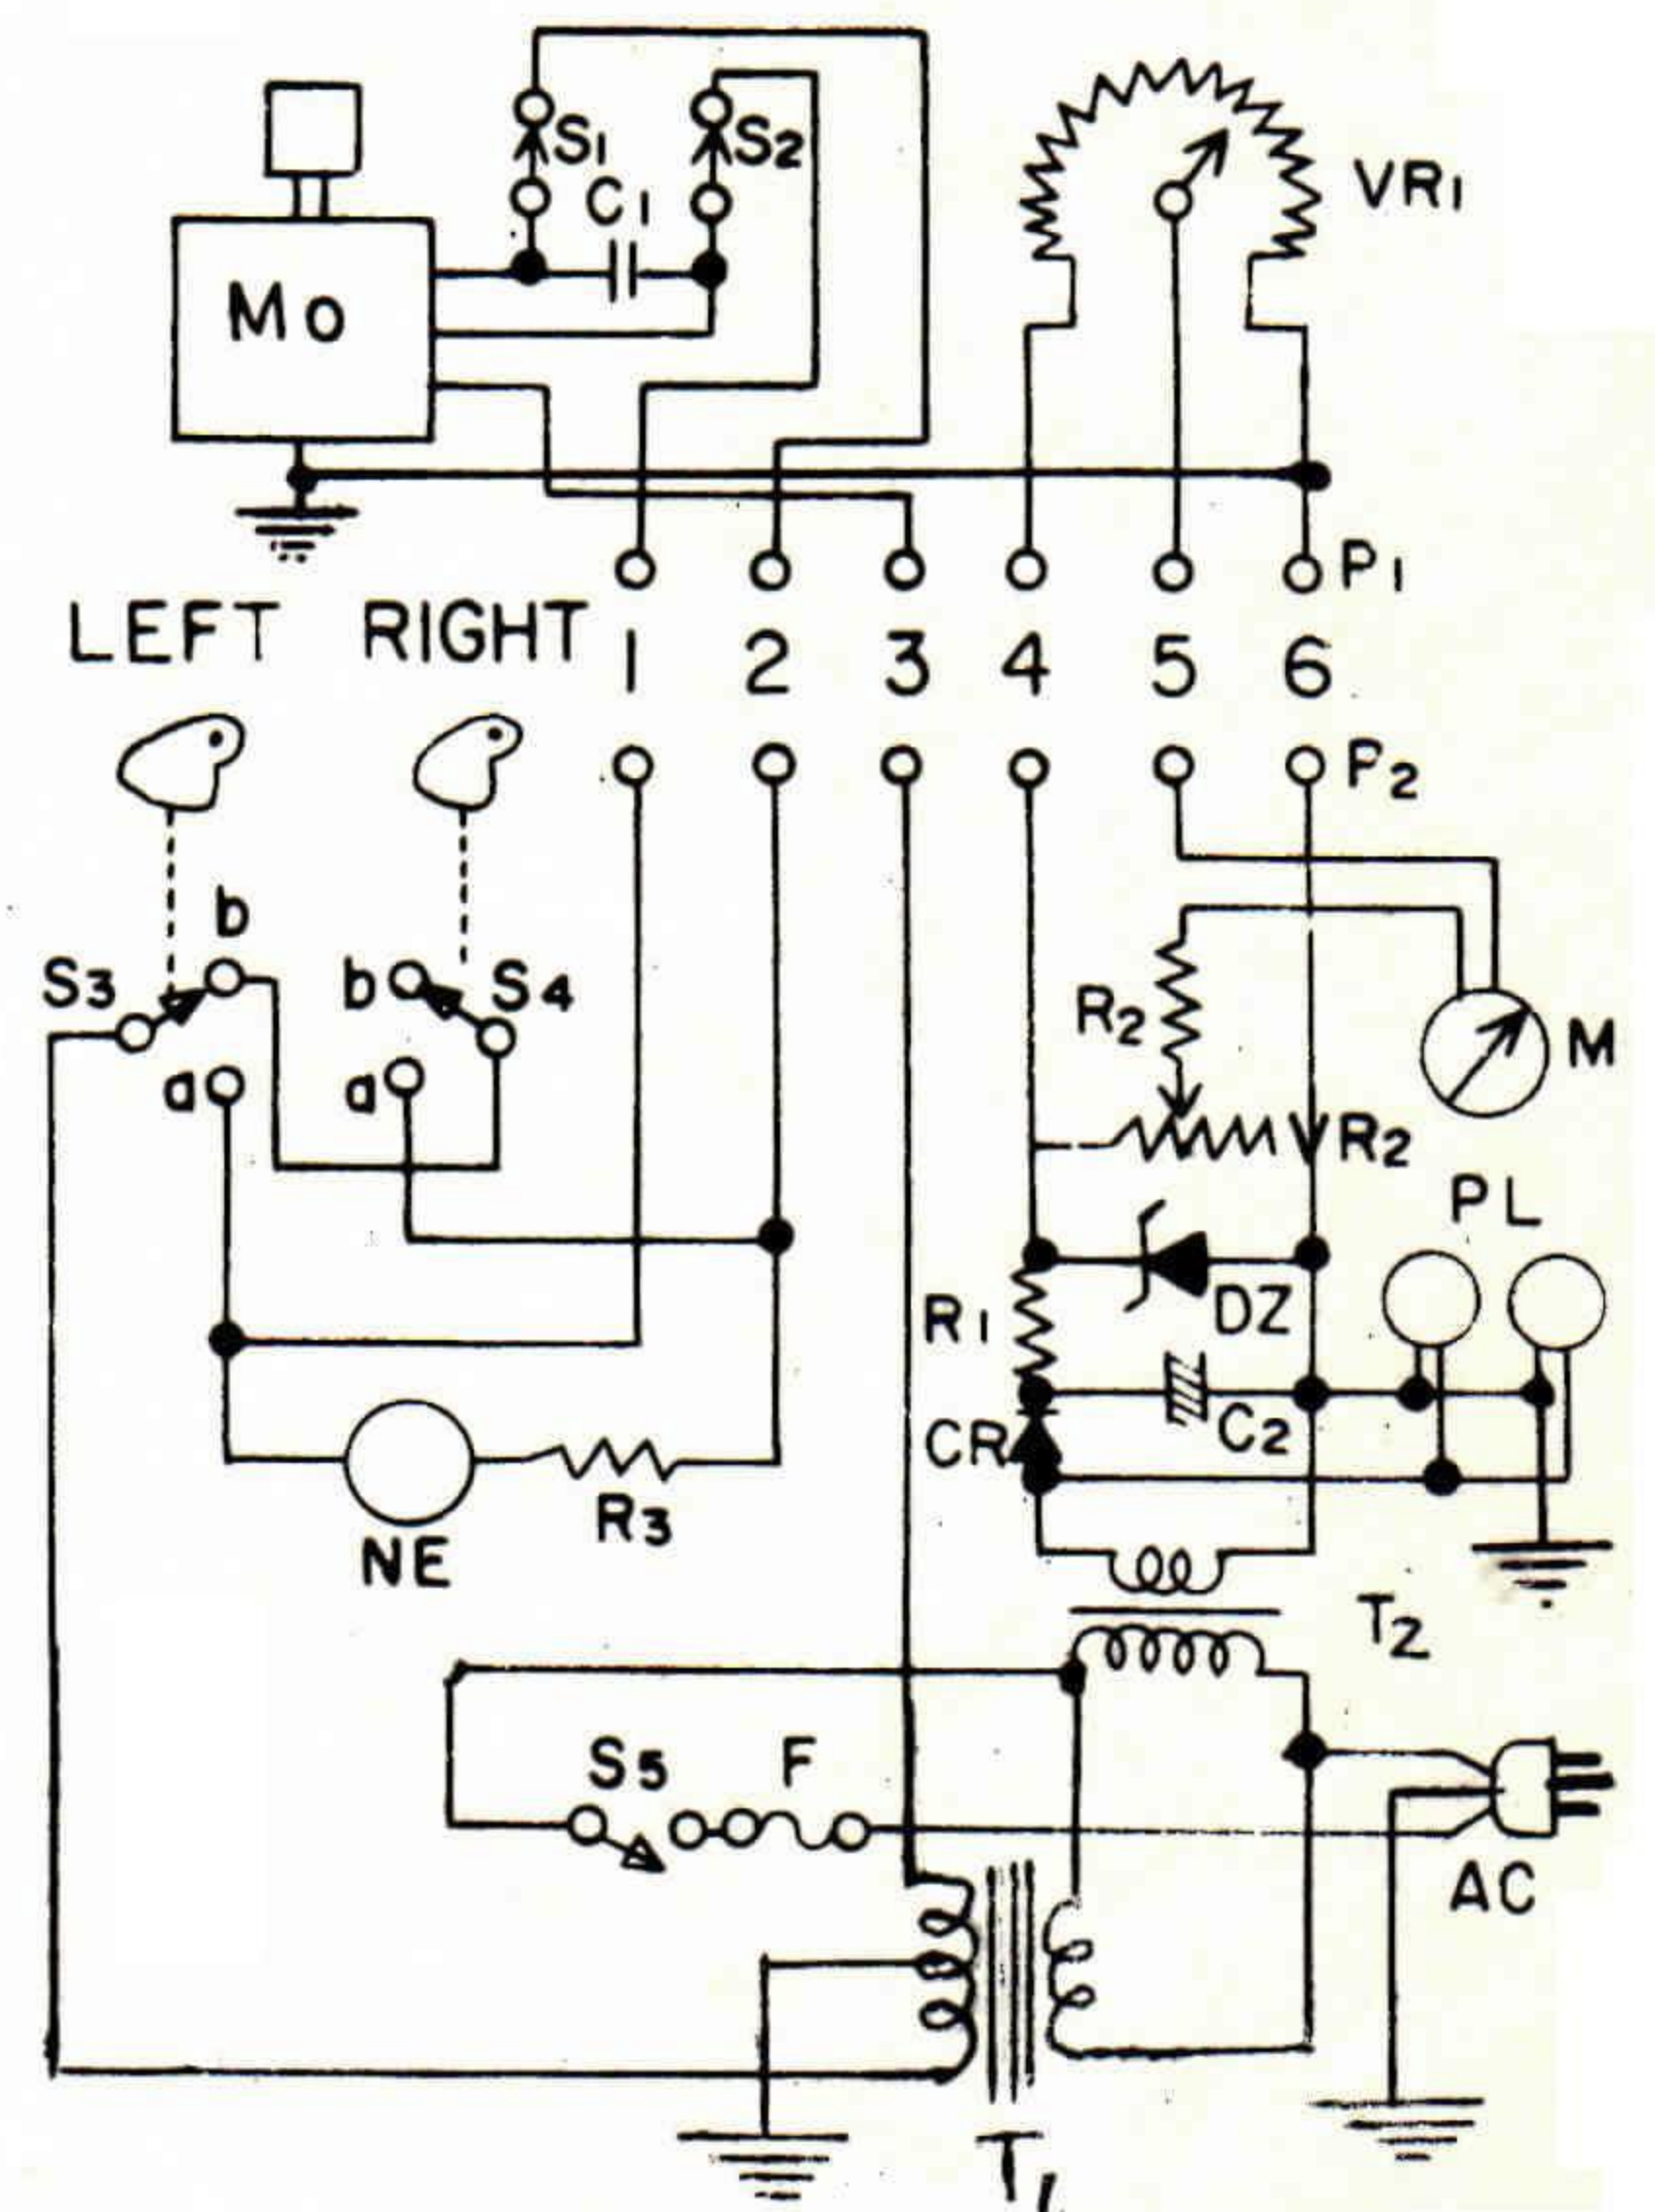 S1
S2
C1
VR1
Mo
P1
LEFT RIGHT 1 2 3 4 5 6
P2
b
S3 b S4
a a
R2
M
VR2
PL
R1
DZ
C2
CR
R3
NE
T2
S5 F
AC
T1